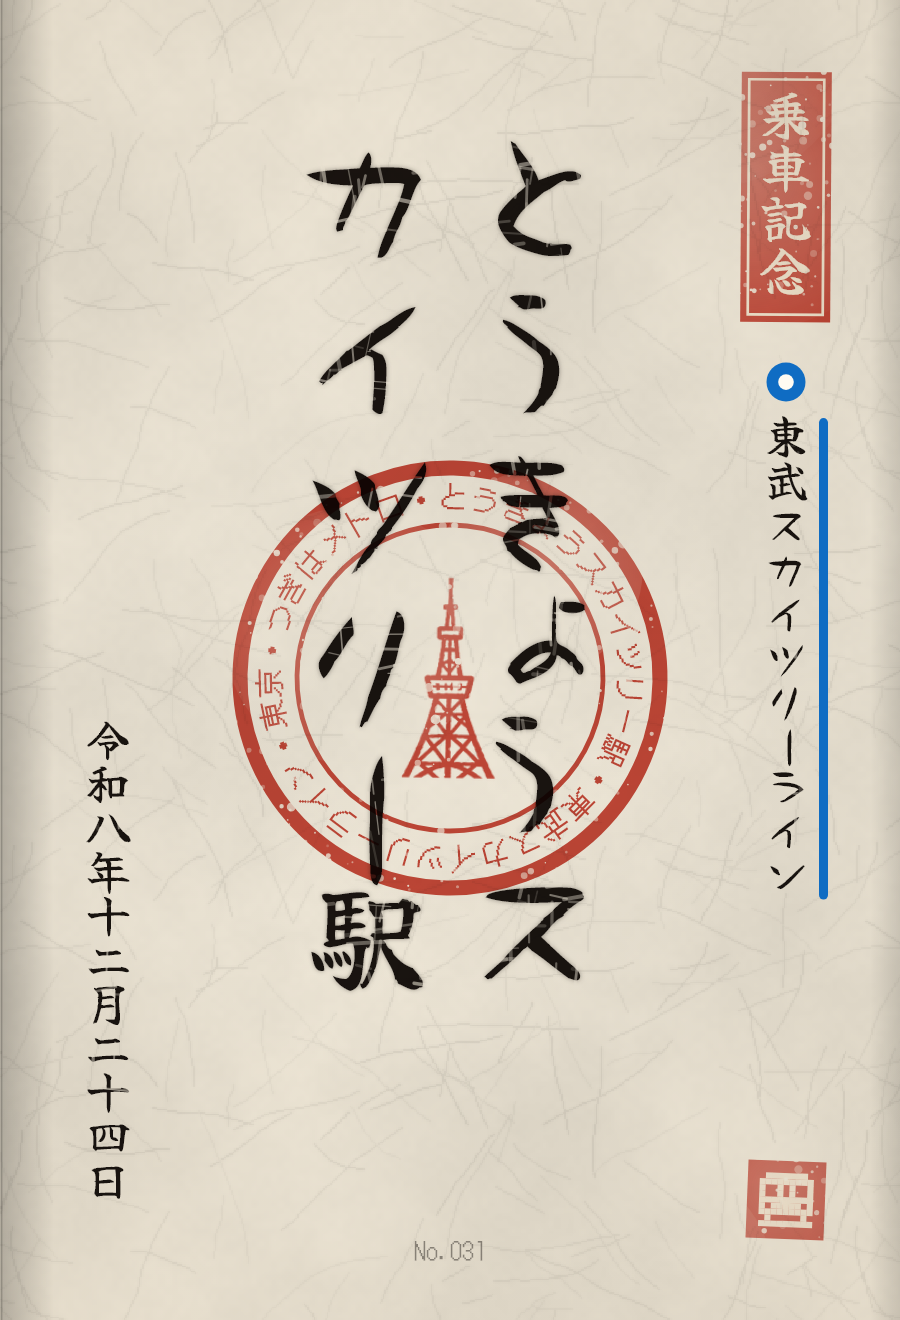 乗車記念
東武スカイツリーライン
とうきょうス
カイツリー駅
とうきょうスカイツリー駅・東武スカイツリーライン・東京・つぎはメイロ・
令和八年十二月二十四日
No. 031